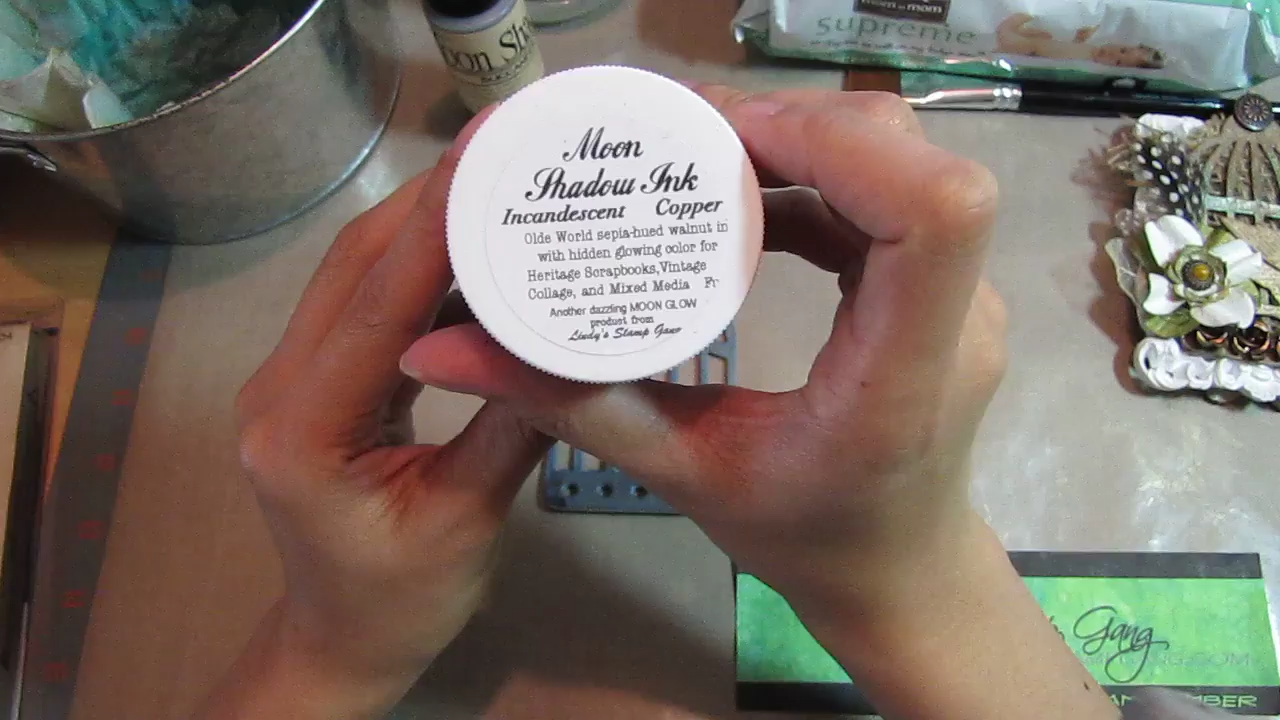 supreme
Moon
Shadow Ink
Incandescent Copper
Olde World sepia-hued walnut in
with hidden glowing color for
Heritage Scrapbooks, Vintage
Collage, and Mixed Media
Another dazzling MOON GLOW
product from
Lindy's Stamp Gang
Gang